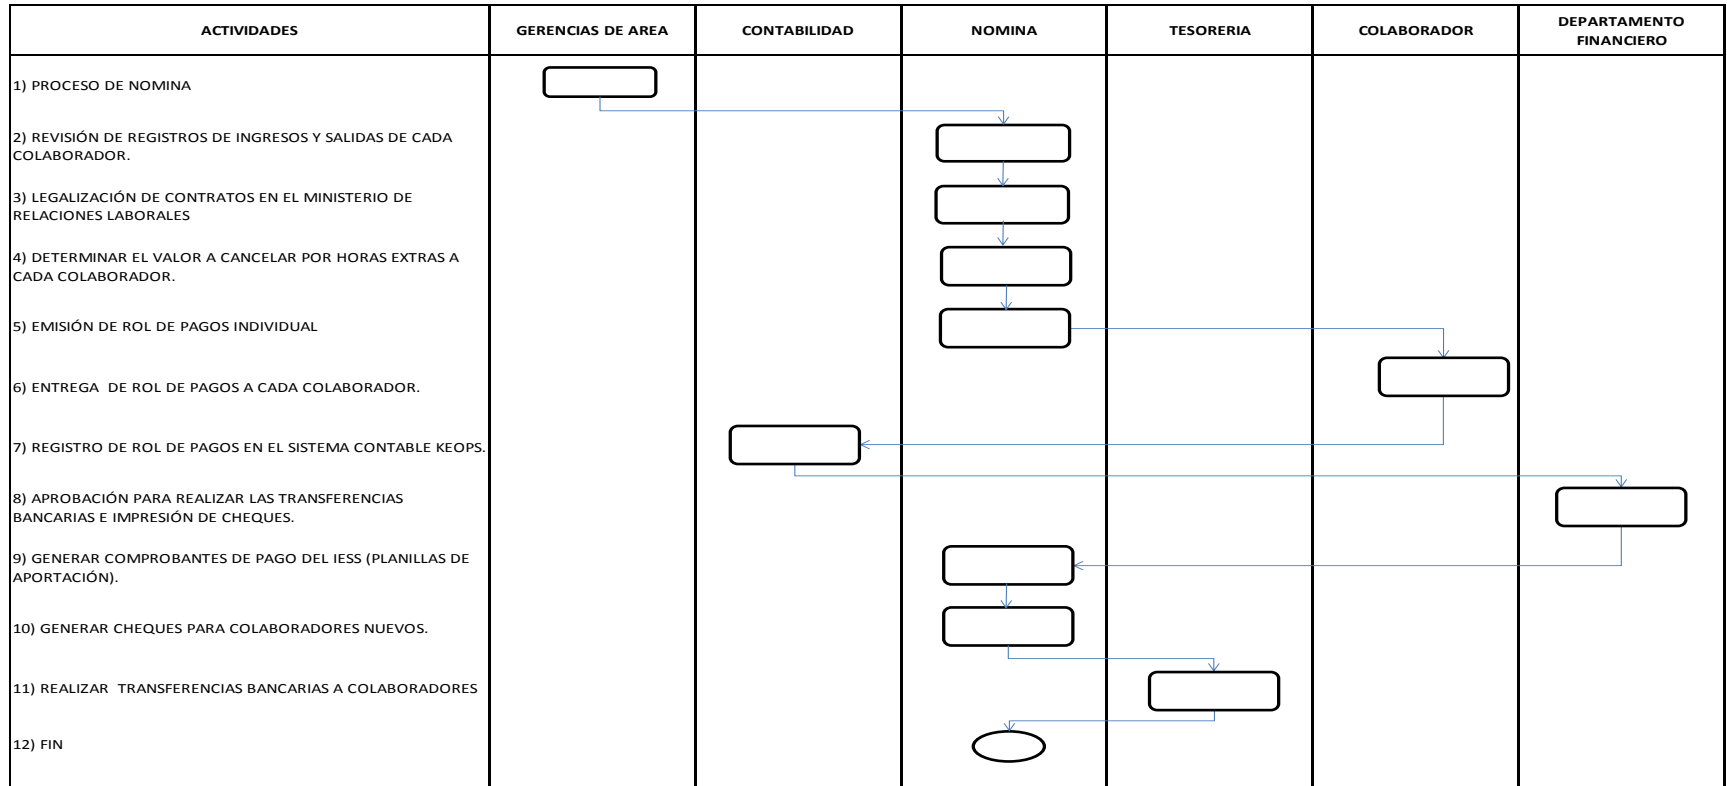 ACTIVIDADES
GERENCIAS DE AREA
CONTABILIDAD
NOMINA
TESORERIA
COLABORADOR
DEPARTAMENTO
FINANCIERO
1) PROCESO DE NOMINA
2) REVISIÓN DE REGISTROS DE INGRESOS Y SALIDAS DE CADA
COLABORADOR.
3) LEGALIZACIÓN DE CONTRATOS EN EL MINISTERIO DE
RELACIONES LABORALES
4) DETERMINAR EL VALOR A CANCELAR POR HORAS EXTRAS A
CADA COLABORADOR.
5) EMISIÓN DE ROL DE PAGOS INDIVIDUAL
6) ENTREGA DE ROL DE PAGOS A CADA COLABORADOR.
7) REGISTRO DE ROL DE PAGOS EN EL SISTEMA CONTABLE KEOPS.
8) APROBACIÓN PARA REALIZAR LAS TRANSFERENCIAS
BANCARIAS E IMPRESIÓN DE CHEQUES.
9) GENERAR COMPROBANTES DE PAGO DEL IESS (PLANILLAS DE
APORTACIÓN).
10) GENERAR CHEQUES PARA COLABORADORES NUEVOS.
11) REALIZAR TRANSFERENCIAS BANCARIAS A COLABORADORES
12) FIN